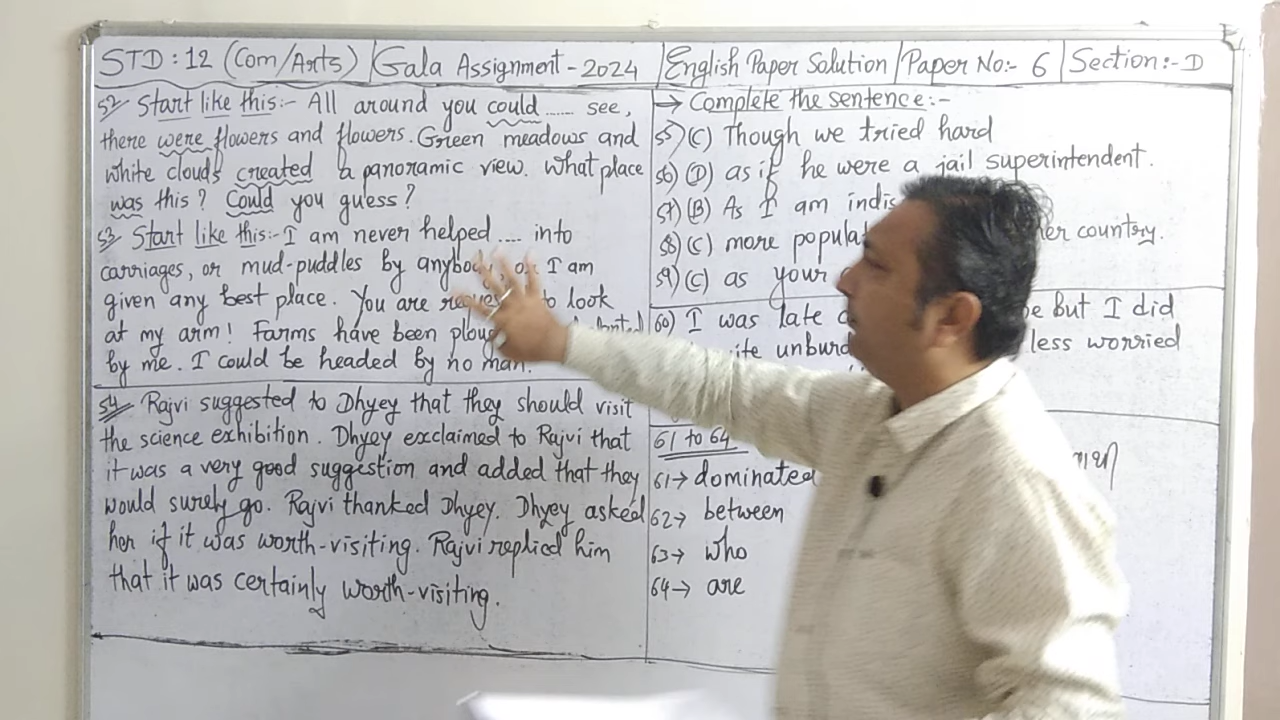 STD : 12 (Com/Arts) | Gala Assignment - 2024 | English Paper Solution | Paper No:- 6 | Section:- D
52) Start like this:- All around you could ...... see,
there were flowers and flowers. Green meadows and
white clouds created a panoramic view. What place
was this? Could you guess?
53) Start like this:- I am never helped .... into
carriages, or mud-puddles by anybody, or I am
given any best place. You are to look
at my arm! Farms have been
by me. I could be headed by no man.
54) Rajvi suggested to Dhyey that they should visit
the science exhibition. Dhyey exclaimed to Rajvi that
it was a very good suggestion and added that they
would surely go. Rajvi thanked Dhyey. Dhyey asked
her if it was worth-visiting. Rajvi replied him
that it was certainly worth-visiting.
→ Complete the sentence:-
55) (C) Though we tried hard
56) (D) as if he were a jail superintendent.
57) (B) As I am
58) (C) more country.
59) (C) as your
60) I was late but I did
less worried
61 to 64
61→ dominated
62→ between
63→ who
64→ are